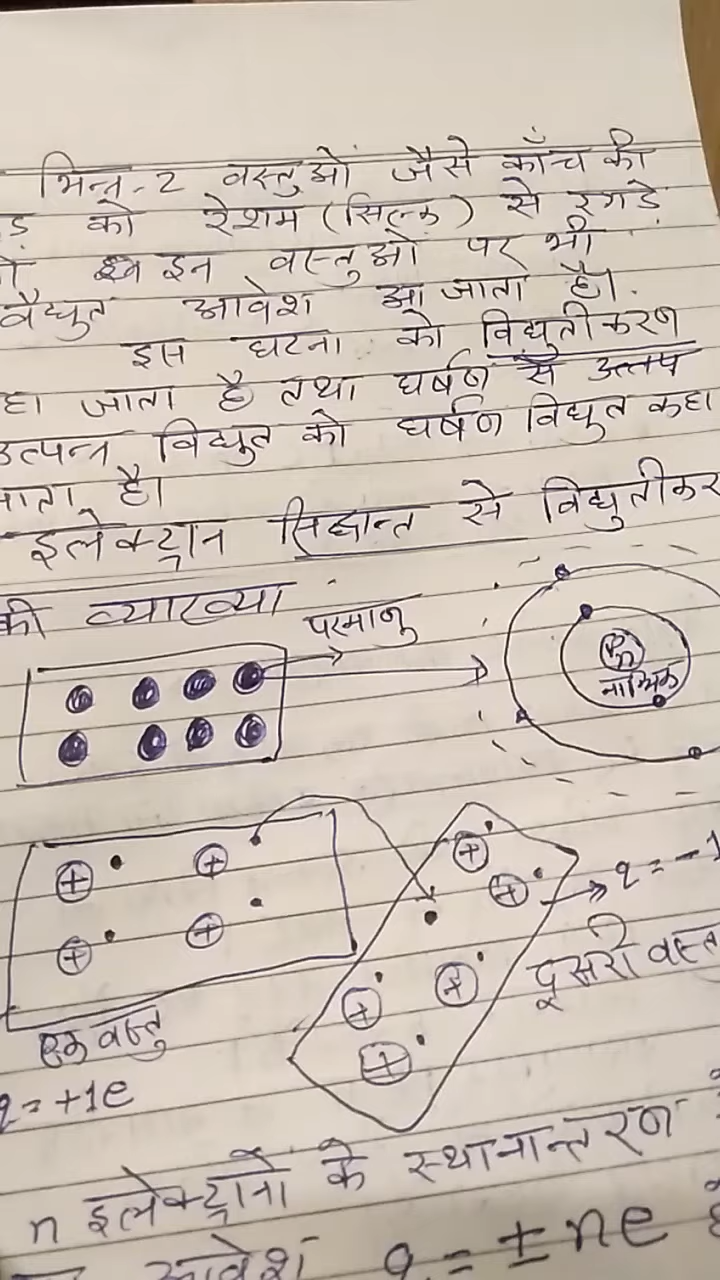 भिन्न-2 वस्तुओं जैसे काँच की
ड़ को रेशम (सिल्क) से रगड़े
इन वस्तुओं पर भी
वैद्युत आवेश आ जाता है।
इस घटना को विद्युतीकरण
हा जाता है तथा घर्षण से उत्तप
उत्पन्न विद्युत को घर्षण विद्युत कहा
जाता है।
इलेक्ट्रान सिद्धान्त से विद्युतीकर
की व्याख्या
परमाणु
नाभिक
q = -1
दूसरी वस्तु
एक वस्तु
q = +1e
n इलेक्ट्रानों के स्थानान्तरण
आवेश q = ± ne